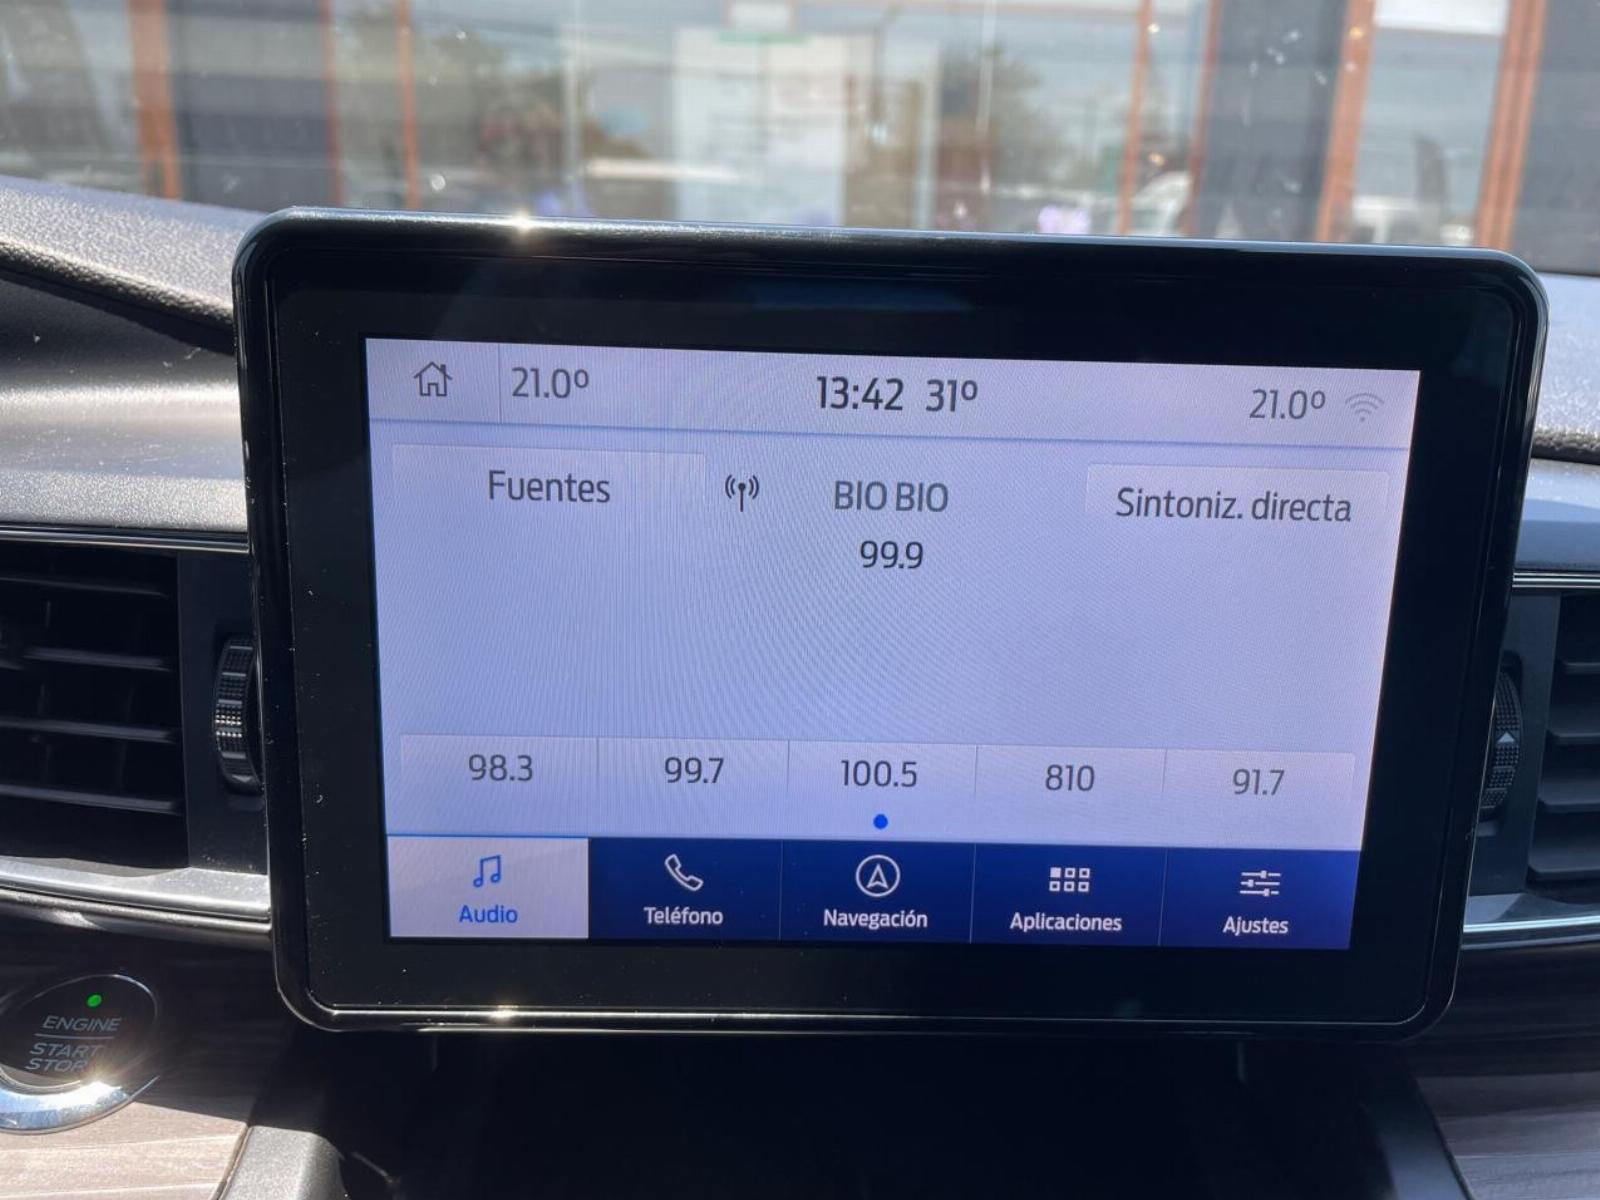 21.0º
13:42 31º
21.0º
Fuentes
BIO BIO
Sintoniz. directa
99.9
98.3
99.7
100.5
810
91.7
Audio
Teléfono
Navegación
Aplicaciones
Ajustes
ENGINE
START
STOP